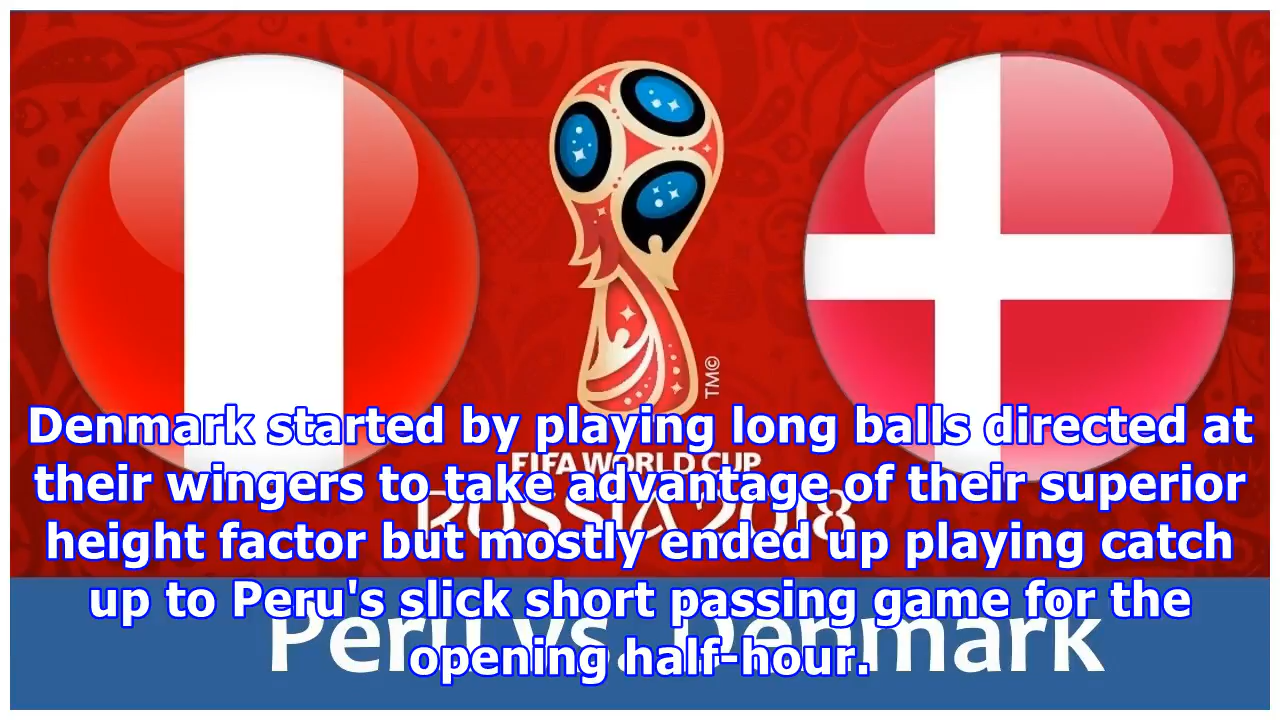 TM©
Denmark started by playing long balls directed at
FIFA WORLD CUP
their wingers to take advantage of their superior
RUSSIA 2018
height factor but mostly ended up playing catch
up to Peru's slick short passing game for the
Peru vs. Denmark
opening half-hour.